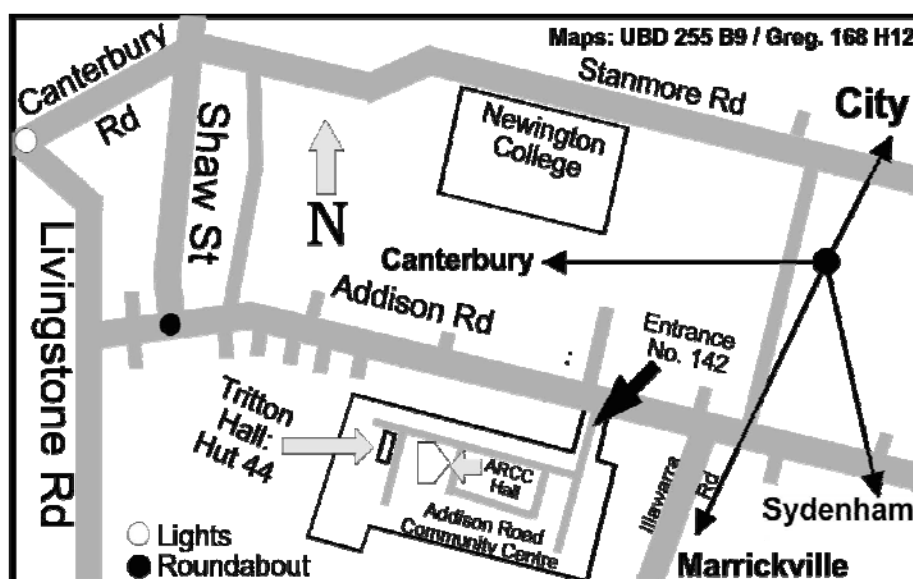 Maps: UBD 255 B9 / Greg. 168 H12
Canterbury
Rd
Stanmore Rd
City
Shaw St
Newington
College
N
Livingstone Rd
Canterbury
Addison Rd
Entrance
No. 142
:
Tritton
Hall:
Hut 44
ARCC
Hall
Illawarra
Rd
Addison Road
Community Centre
Sydenham
Marrickville
Lights
Roundabout